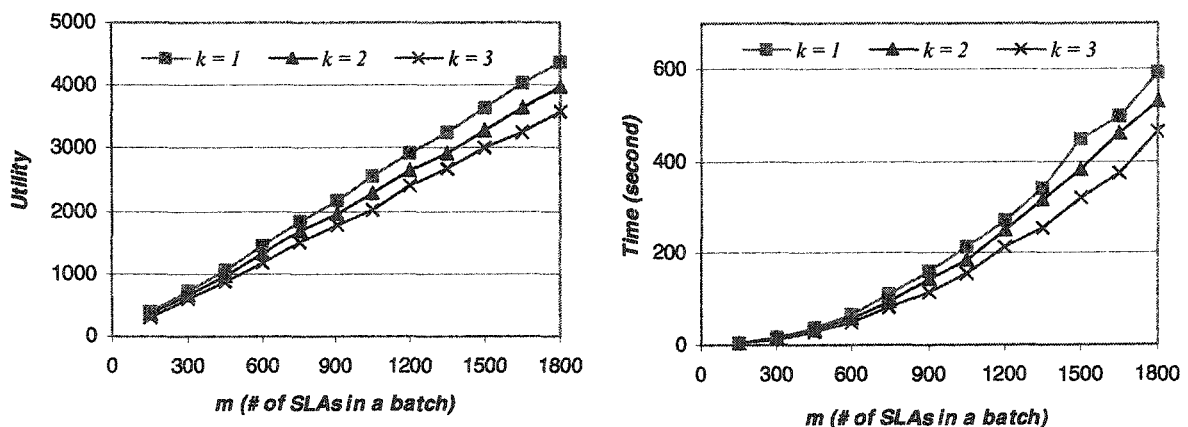 5000
4000
3000
2000
1000
0
Utility
k = 1 k = 2 k = 3
0 300 600 900 1200 1500 1800
m (# of SLAs in a batch)
600
400
200
0
Time (second)
k = 1 k = 2 k = 3
0 300 600 900 1200 1500 1800
m (# of SLAs in a batch)